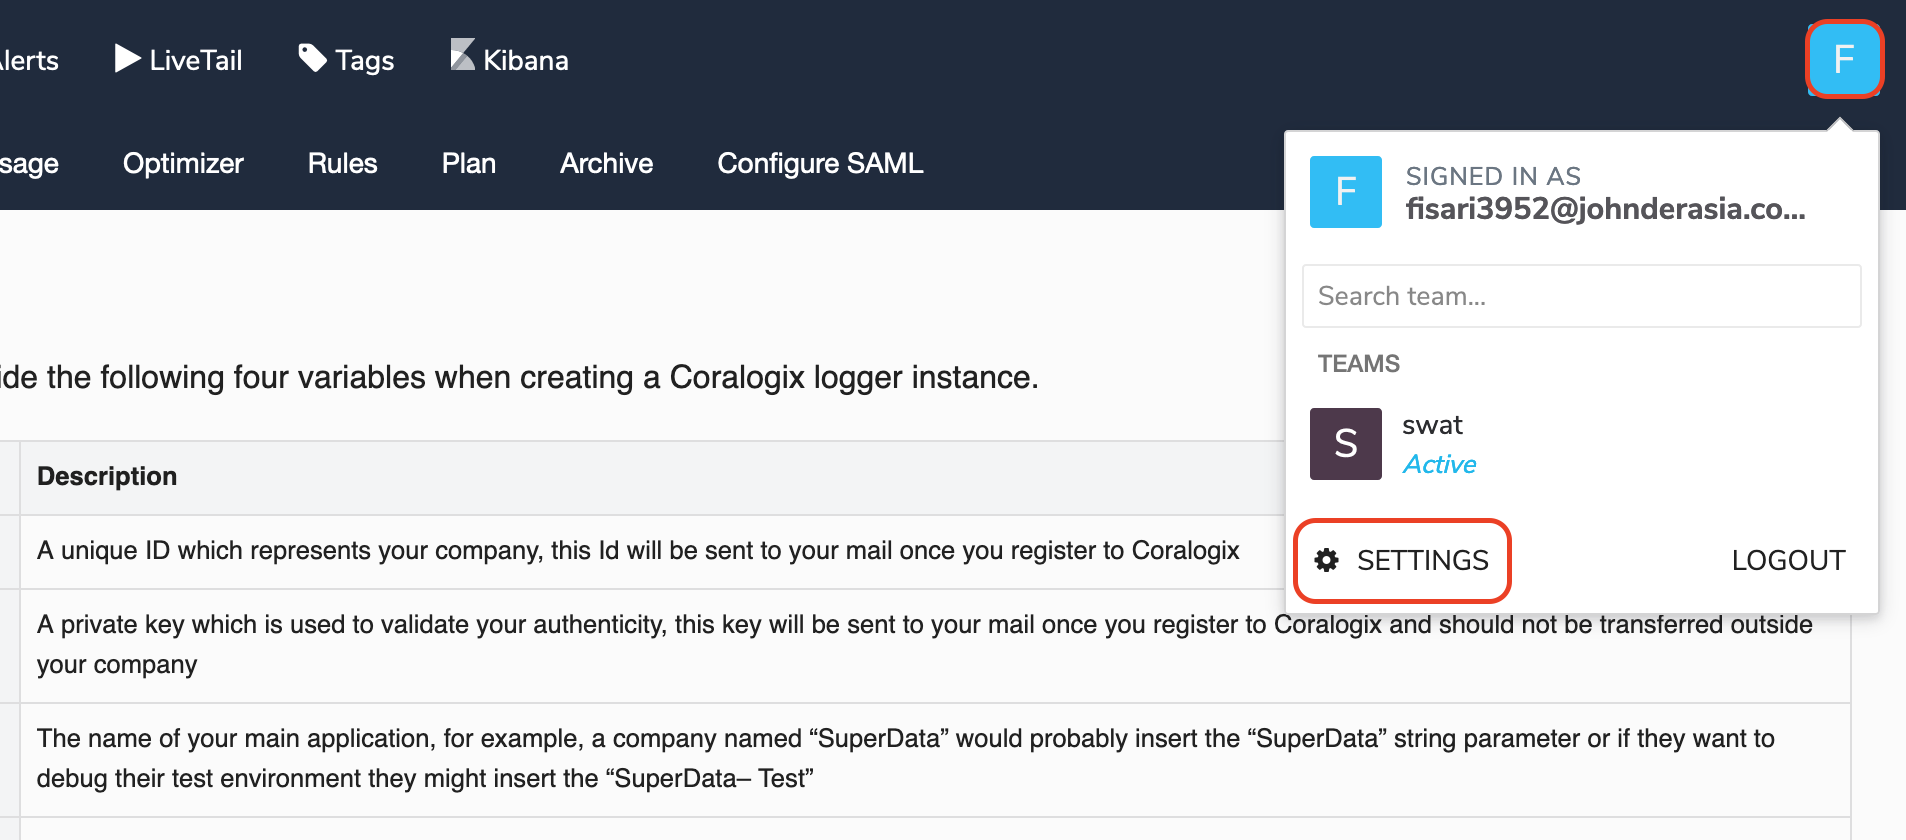 lerts LiveTail Tags Kibana F
sage Optimizer Rules Plan Archive Configure SAML
F SIGNED IN AS
fisari3952@johnderasia.co...
Search team...
TEAMS
S swat
Active
SETTINGS LOGOUT
ide the following four variables when creating a Coralogix logger instance.
Description
A unique ID which represents your company, this Id will be sent to your mail once you register to Coralogix
A private key which is used to validate your authenticity, this key will be sent to your mail once you register to Coralogix and should not be transferred outside
your company
The name of your main application, for example, a company named “SuperData” would probably insert the “SuperData” string parameter or if they want to
debug their test environment they might insert the “SuperData– Test”